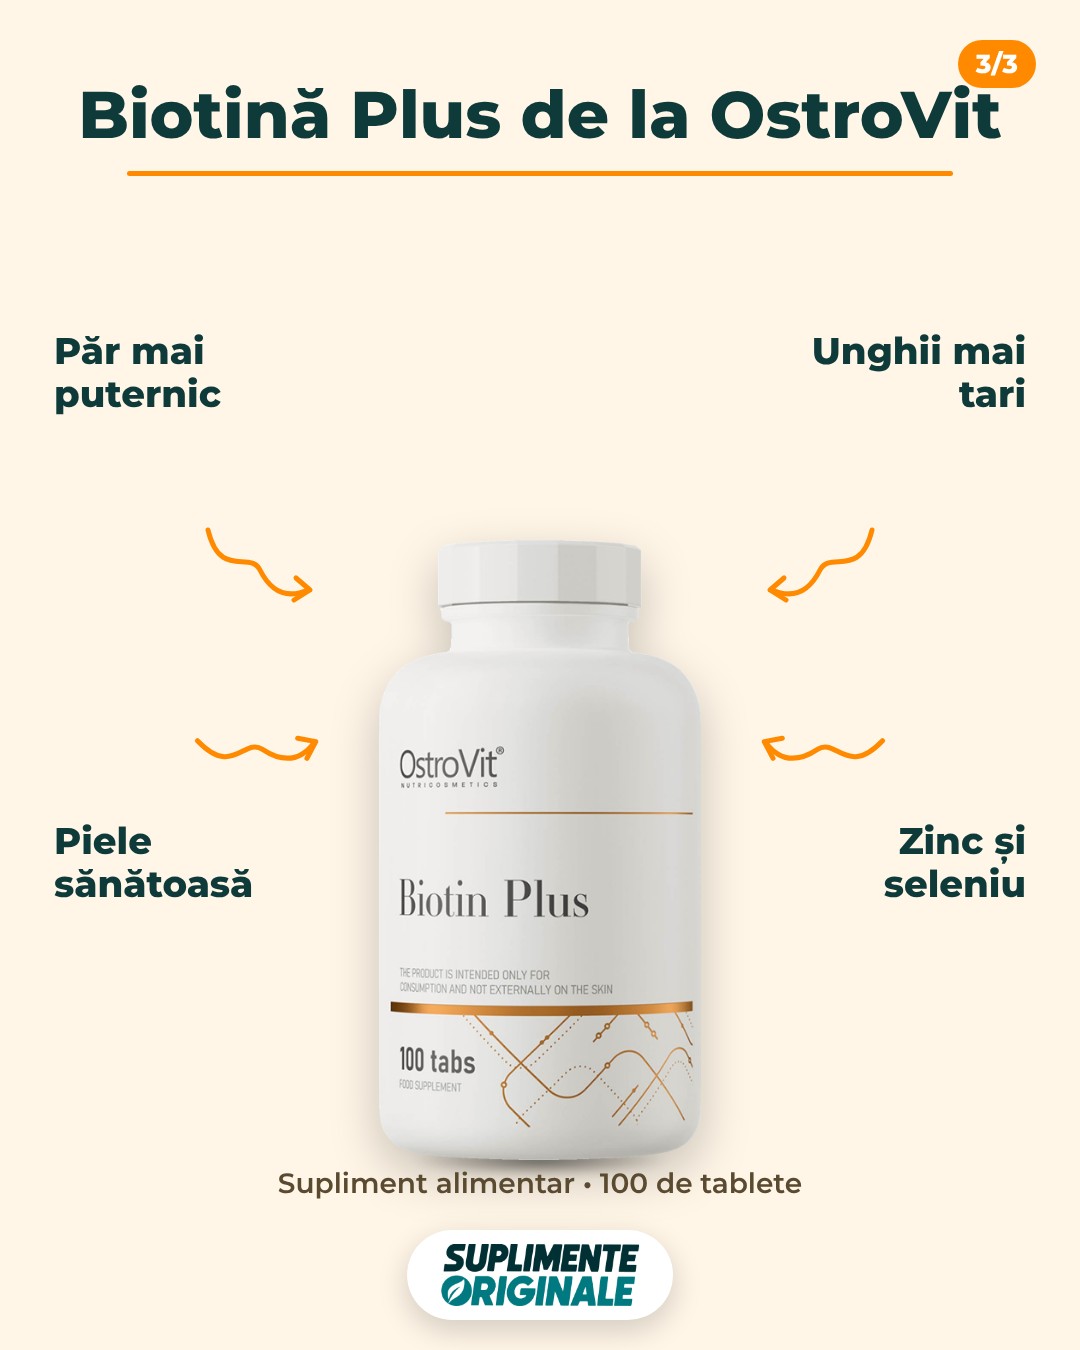 3/3
Biotină Plus de la OstroVit
Păr mai
puternic
Unghii mai
tari
OstroVit®
NUTRICOSMETICS
Piele
sănătoasă
Zinc și
seleniu
Biotin Plus
THE PRODUCT IS INTENDED ONLY FOR
CONSUMPTION AND NOT EXTERNALLY ON THE SKIN
100 tabs
FOOD SUPPLEMENT
Supliment alimentar • 100 de tablete
SUPLIMENTE
ORIGINALE